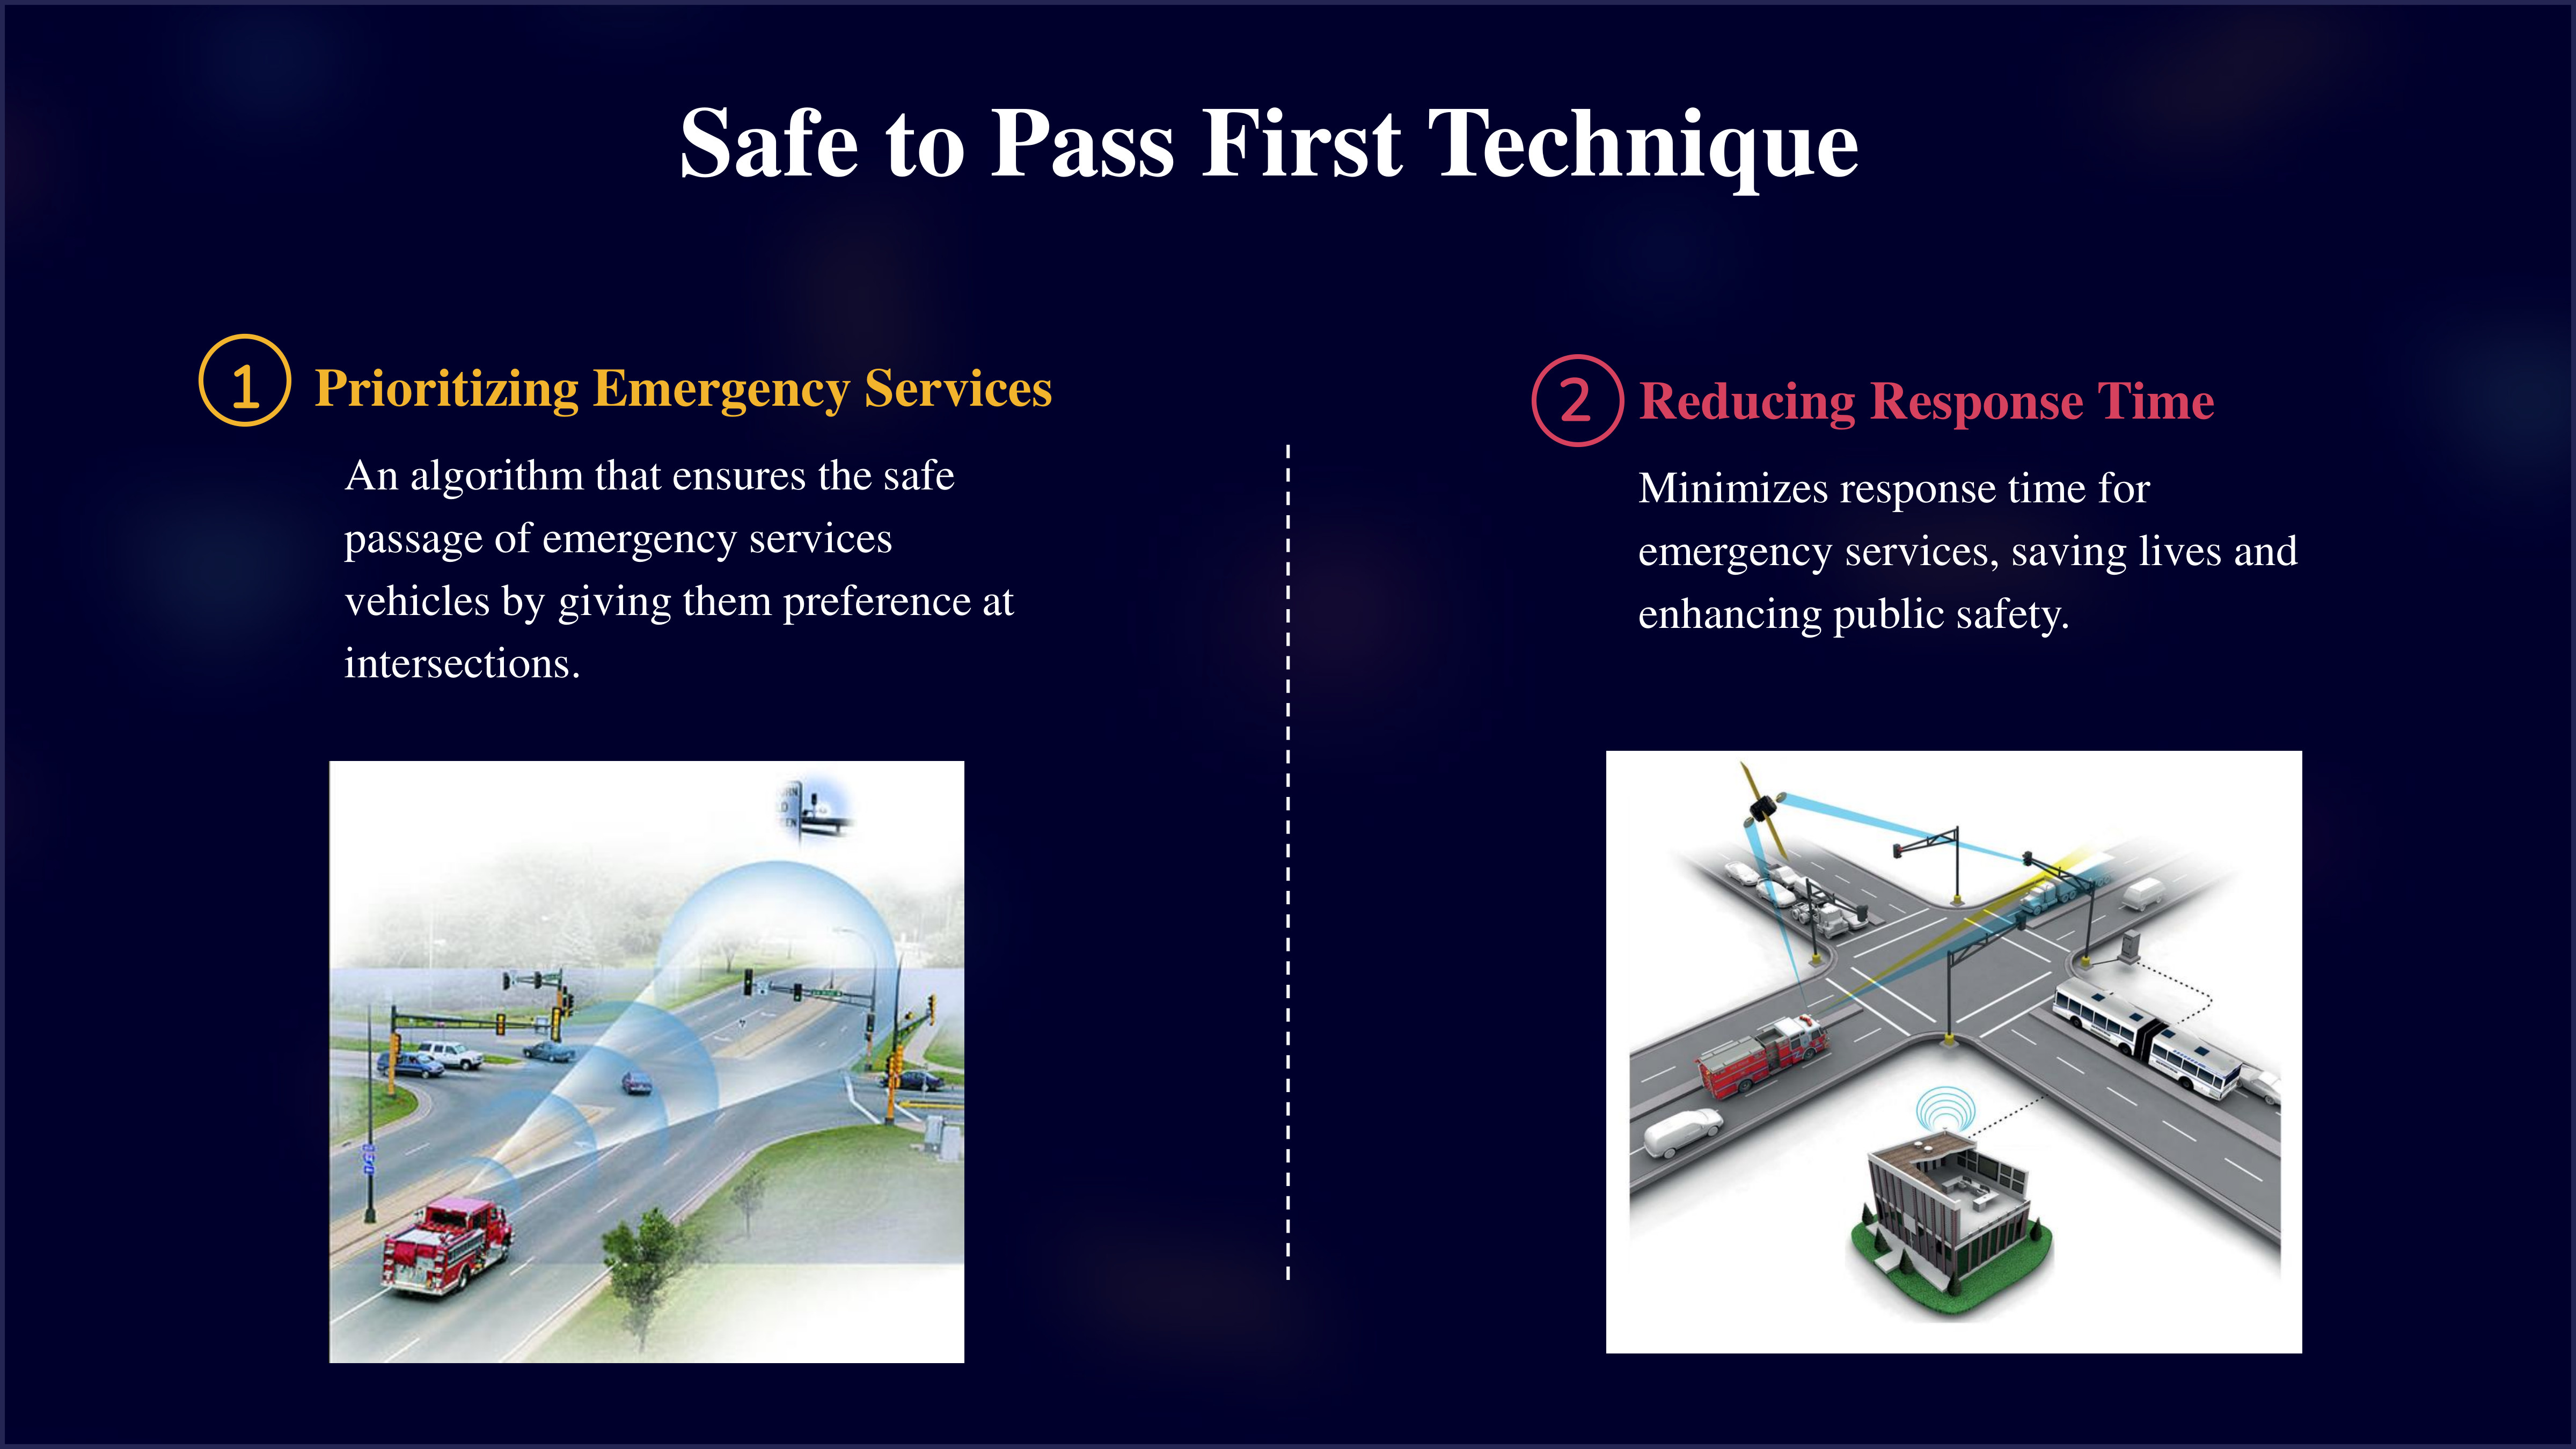 Safe to Pass First Technique
1 Prioritizing Emergency Services
An algorithm that ensures the safe
passage of emergency services
vehicles by giving them preference at
intersections.
2 Reducing Response Time
Minimizes response time for
emergency services, saving lives and
enhancing public safety.